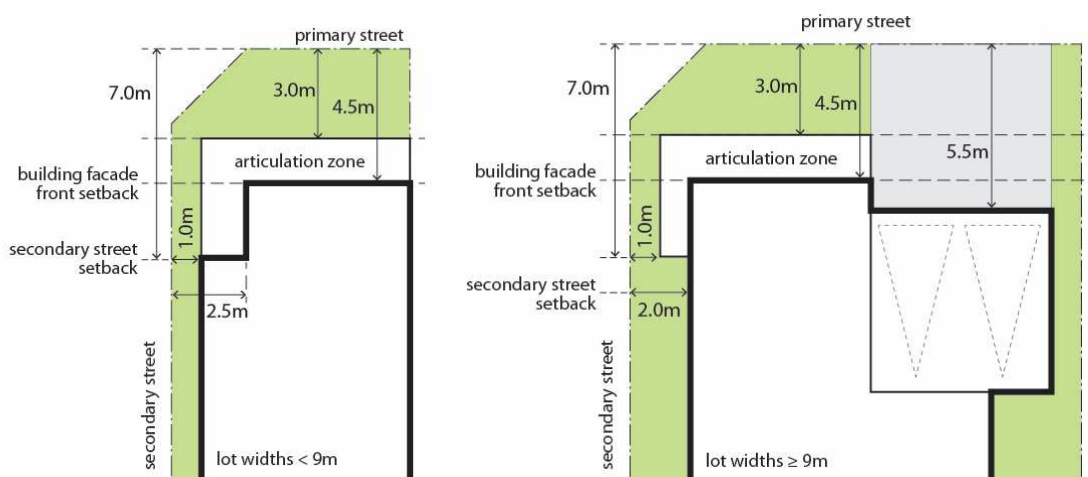 primary street
7.0m
3.0m
4.5m
articulation zone
building facade
front setback
1.0m
secondary street
setback
2.5m
secondary street
lot widths < 9m
primary street
7.0m
3.0m
4.5m
5.5m
articulation zone
building facade
front setback
1.0m
secondary street
setback
2.0m
secondary street
lot widths ≥ 9m